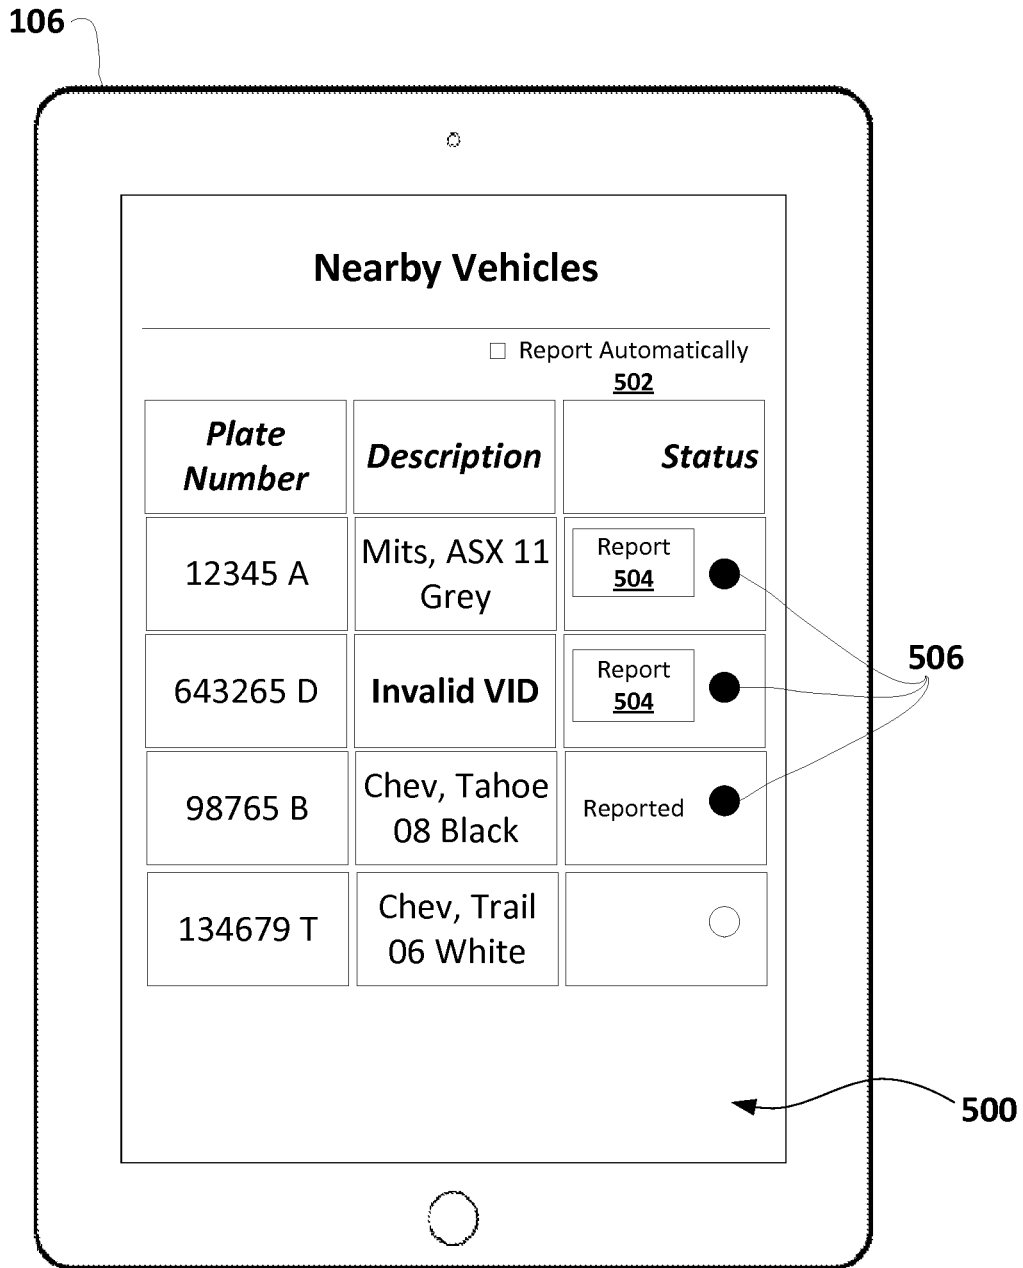 106
Nearby Vehicles
Report Automatically
502
Plate
Number
Description
Status
12345 A
Mits, ASX 11
Grey
Report
504
643265 D
Invalid VID
Report
504
506
98765 B
Chev, Tahoe
08 Black
Reported
134679 T
Chev, Trail
06 White
500